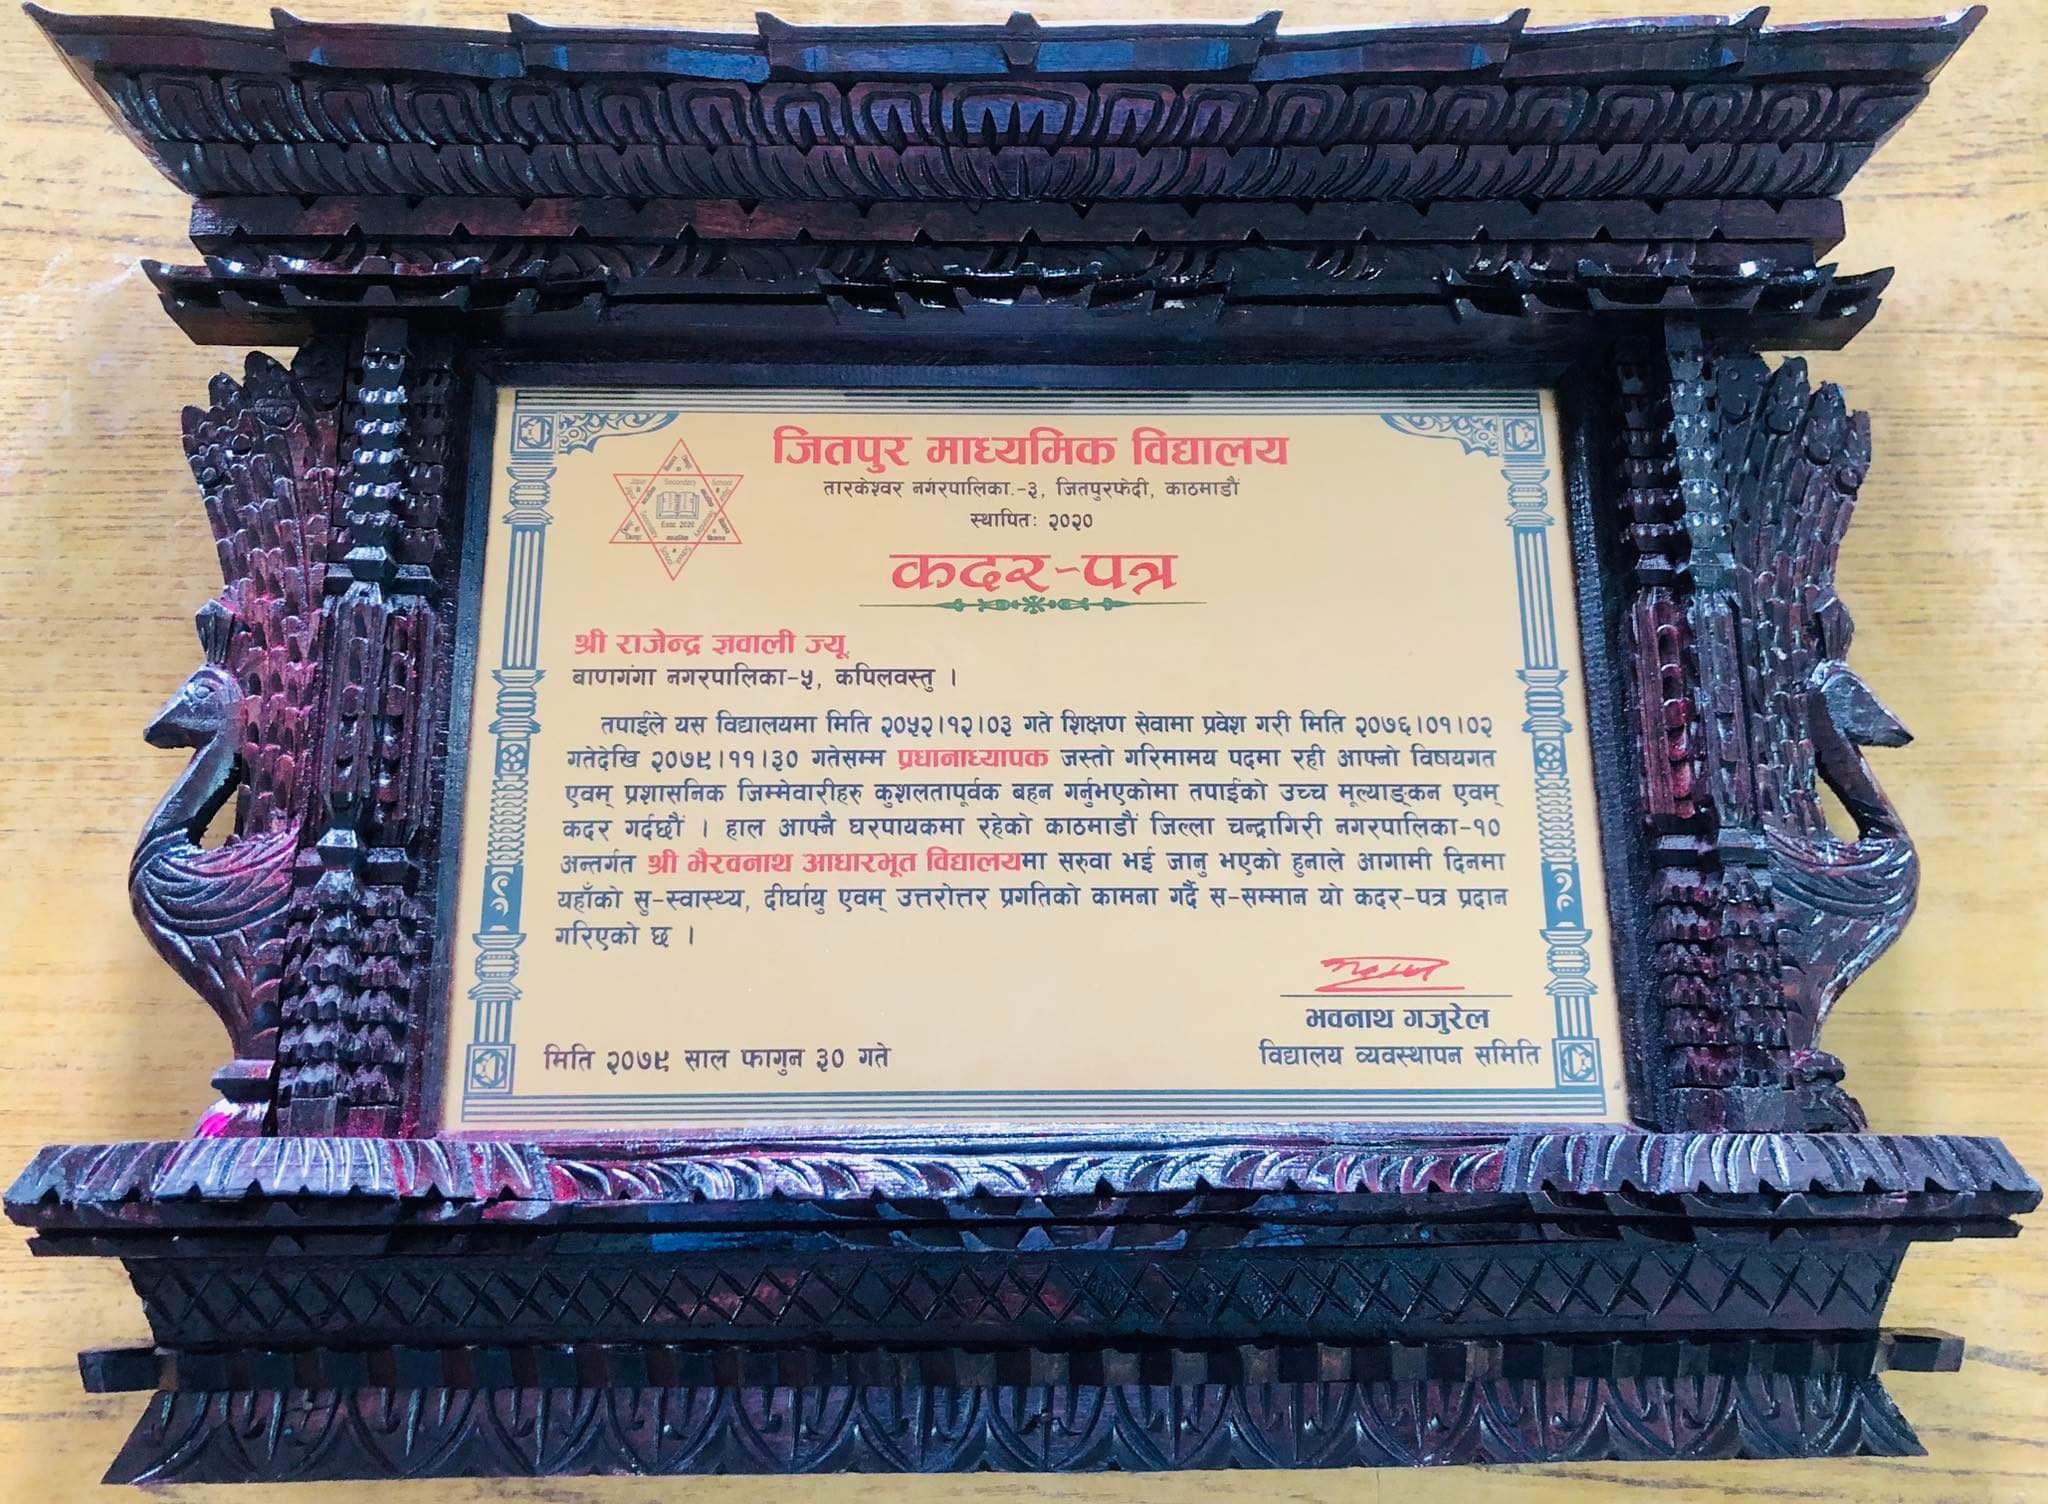 जितपुर माध्यमिक विद्यालय
तारकेश्वर नगरपालिका.-३, जितपुरफेदी, काठमाडौं
स्थापितः २०२०
Secondary School
Estd. 2020
कदर-पत्र
श्री राजेन्द्र ज्ञवाली ज्यू,
बाणगंगा नगरपालिका-५, कपिलवस्तु ।
तपाईले यस विद्यालयमा मिति २०५२।१२।०३ गते शिक्षण सेवामा प्रवेश गरी मिति २०७६।०१।०२
गतेदेखि २०७९।११।३० गतेसम्म प्रधानाध्यापक जस्तो गरिमामय पदमा रही आफ्नो विषयगत
एवम् प्रशासनिक जिम्मेवारीहरु कुशलतापूर्वक बहन गर्नुभएकोमा तपाईको उच्च मूल्याङ्कन एवम्
कदर गर्दछौं । हाल आफ्नै घरपायकमा रहेको काठमाडौं जिल्ला चन्द्रागिरी नगरपालिका-१०
अन्तर्गत श्री भैरवनाथ आधारभूत विद्यालयमा सरुवा भई जानु भएको हुनाले आगामी दिनमा
यहाँको सु-स्वास्थ्य, दीर्घायु एवम् उत्तरोत्तर प्रगतिको कामना गर्दै स-सम्मान यो कदर-पत्र प्रदान
गरिएको छ ।
भवनाथ गजुरेल
मिति २०७९ साल फागुन ३० गते
विद्यालय व्यवस्थापन समिति